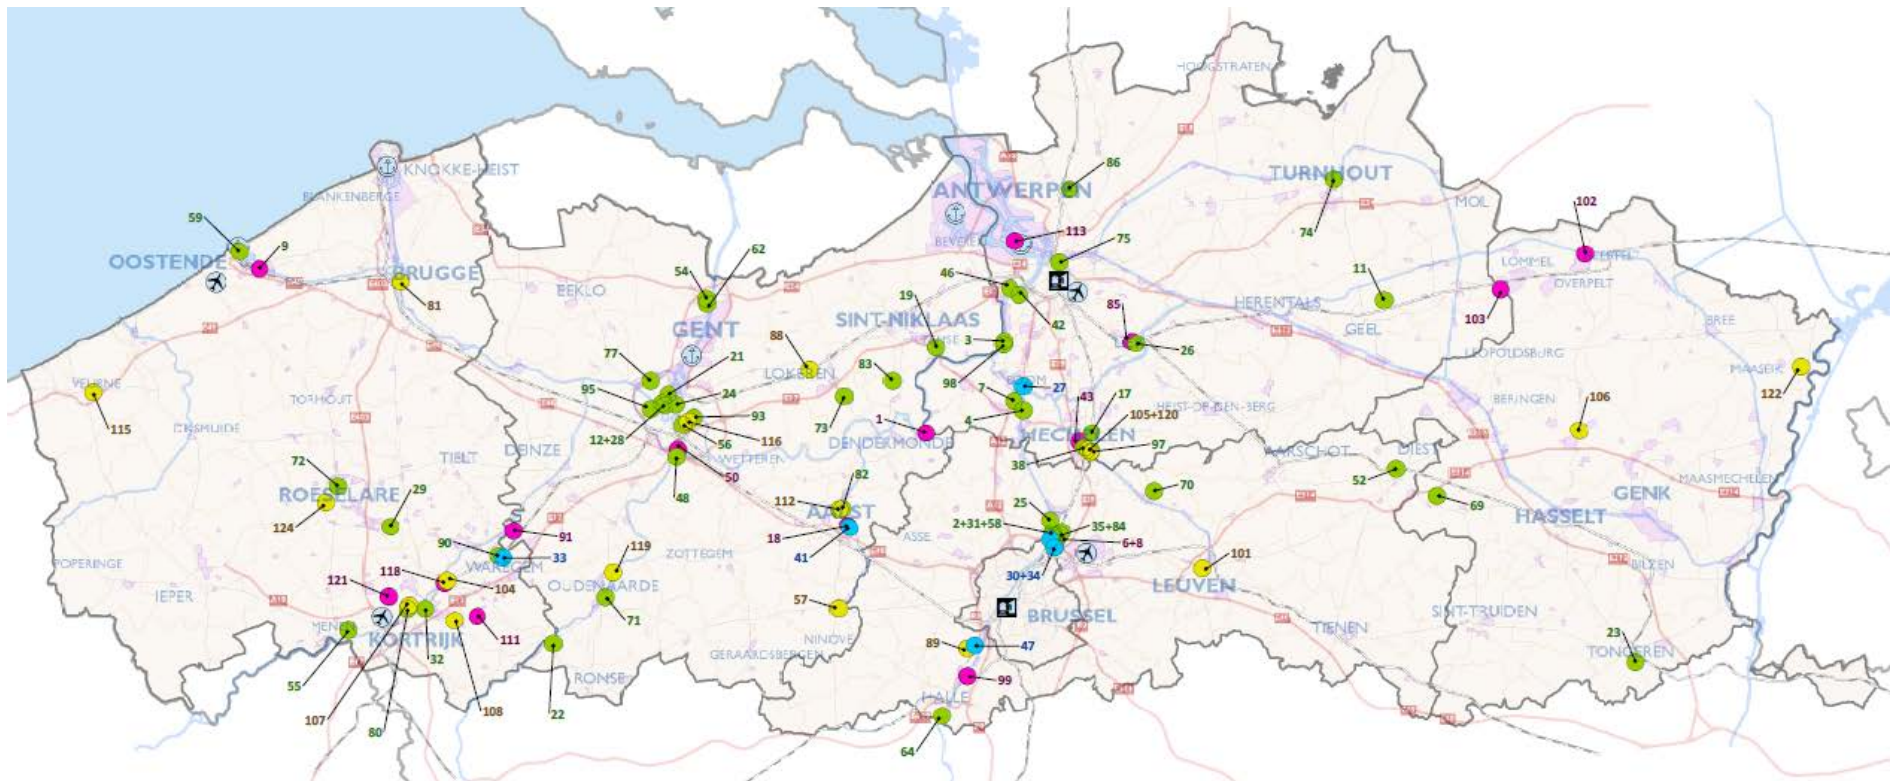 HOOGSTRATEN
KNOKKE-HEIST
86
TURNHOUT
ANTWERPEN
BLANKENBERGE
MOL
102
59
9
113
75
74
BEVEREN
OOSTENDE
BRUGGE
62
54
46
11
LOMMEL
OVERPELT
EEKLO
81
19
85
HERENTALS
103
GENT
SINT-NIKLAAS
42
GEEL
BREE
88
3
26
77
21
83
98
LEOPOLDSBURG
LOKEREN
MAASEIK
VEURNE
95
24
7
27
43
17
122
115
TORHOUT
93
73
1
4
HEIST-OP-DEN-BERG
105+120
BERINGEN
106
DIKSMUIDE
12+28
56
116
DENDERMONDE
MECHELEN
97
DEINZE
TIELT
WETTEREN
38
AARSCHOT
DIEST
72
48
50
82
70
52
MAASMECHELEN
ROESELARE
29
112
25
69
GENK
124
AALST
2+31+58
35+84
HASSELT
91
18
ASSE
6+8
90
33
119
ZOTTEGEM
41
POPERINGE
WAREGEM
30+34
101
BILZEN
118
104
OUDENAARDE
LEUVEN
121
IEPER
57
BRUSSEL
SINT-TRUIDEN
MENEN
KORTRIJK
111
71
TIENEN
23
NINOVE
32
89
47
TONGEREN
GERAARDSBERGEN
RONSE
99
55
HALLE
107
108
22
80
64